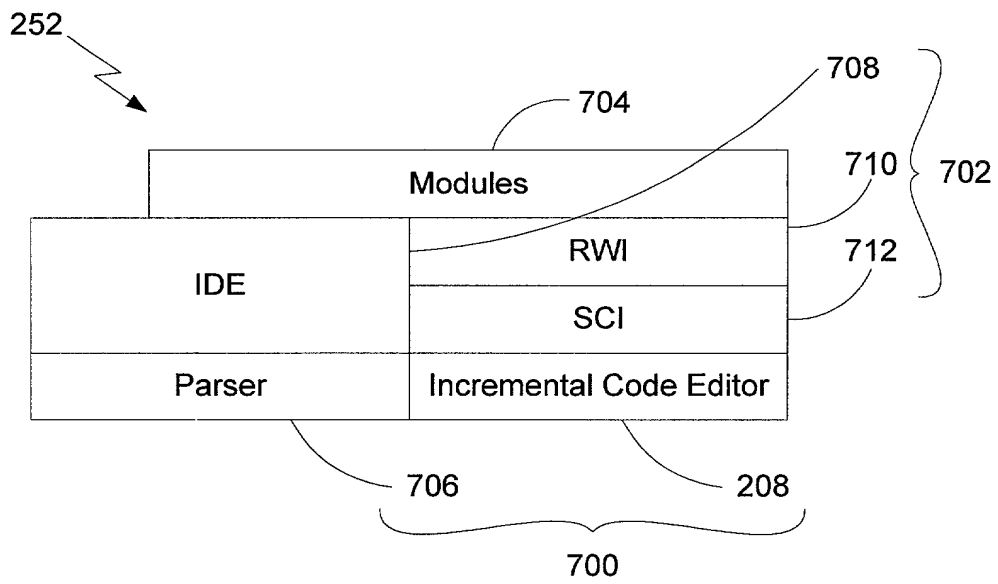 252
708
704
Modules
710
702
RWI
712
IDE
SCI
Parser
Incremental Code Editor
706
208
700